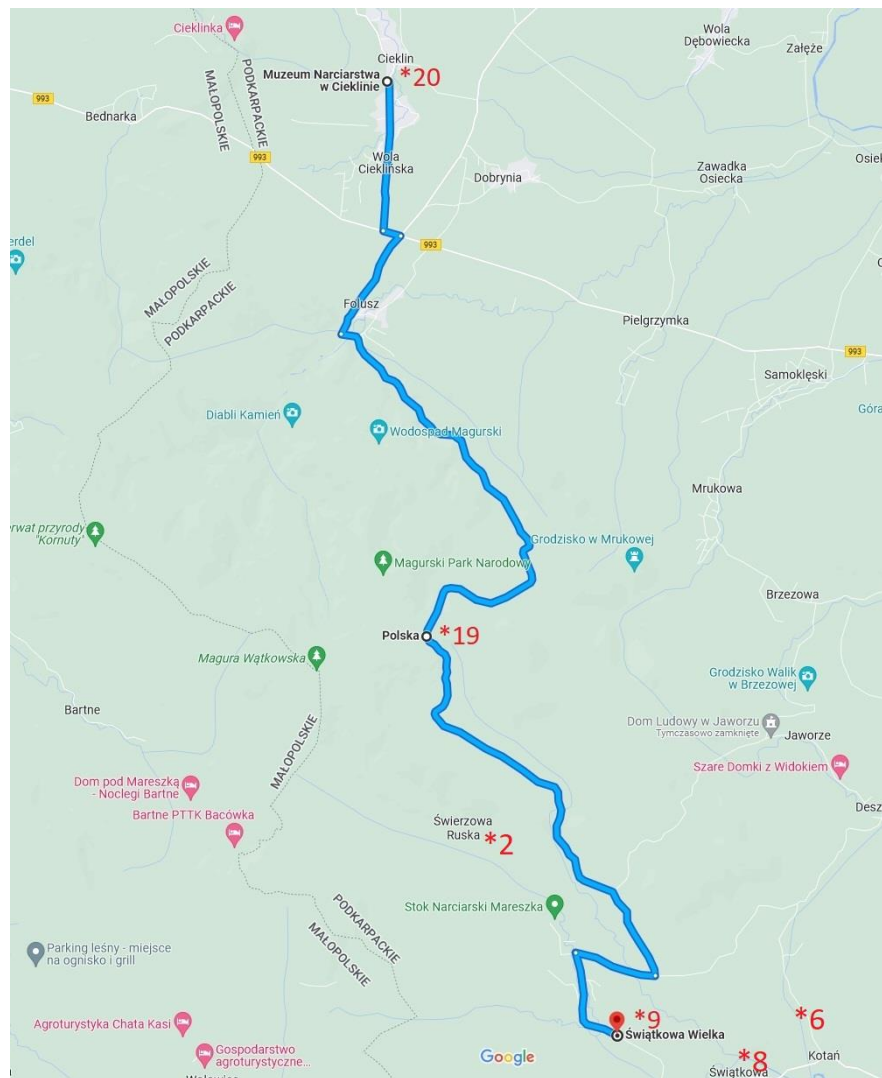 Cieklinka
Cieklin
Wola
Dębowiecka
Załęże
Muzeum Narciarstwa
w Cieklinie
*20
MAŁOPOLSKIE
PODKARPACKIE
993
Bednarka
993
Wola
Cieklińska
Dobrynia
Zawadka
Osiecka
Osiek
erdel
993
MAŁOPOLSKIE
PODKARPACKIE
Folusz
Pielgrzymka
993
Samoklęski
Diabli Kamień
Wodospad Magurski
Góra
Mrukowa
erwat przyrody
"Kornuty"
Grodzisko w Mrukowej
Magurski Park Narodowy
Brzezowa
Polska
*19
Magura Wątkowska
Grodzisko Walik
w Brzezowej
Bartne
Dom Ludowy w Jaworzu
Tymczasowo zamknięte
Jaworze
MAŁOPOLSKIE
Szare Domki z Widokiem
Dom pod Mareszką
- Noclegi Bartne
Bartne PTTK Bacówka
Desz
Świerzowa
Ruska
*2
Stok Narciarski Mareszka
PODKARPACKIE
MAŁOPOLSKIE
Parking leśny - miejsce
na ognisko i grill
*9
*6
Agroturystyka Chata Kasi
Świątkowa Wielka
Google
Gospodarstwo
agroturystyczne...
*8
Kotań
Świątkowa